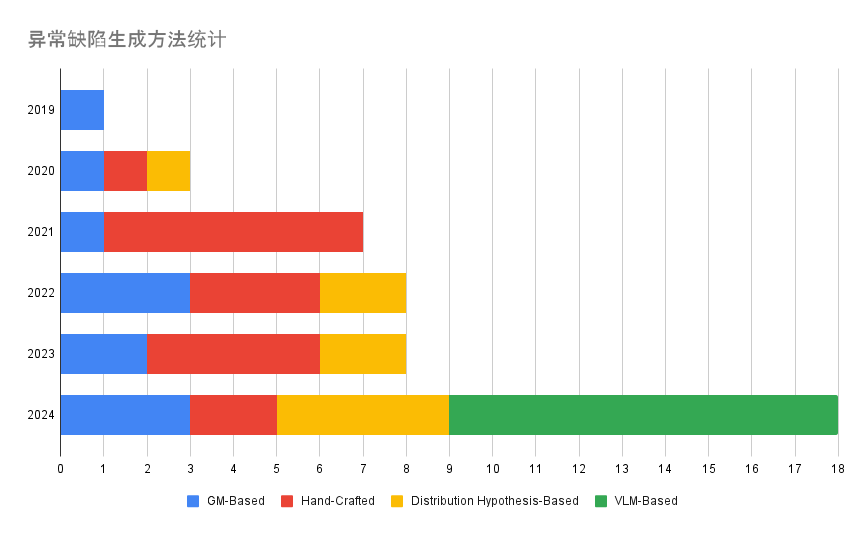 异常缺陷生成方法统计
2019
2020
2021
2022
2023
2024
0 1 2 3 4 5 6 7 8 9 10 11 12 13 14 15 16 17 18
GM-Based Hand-Crafted Distribution Hypothesis-Based VLM-Based